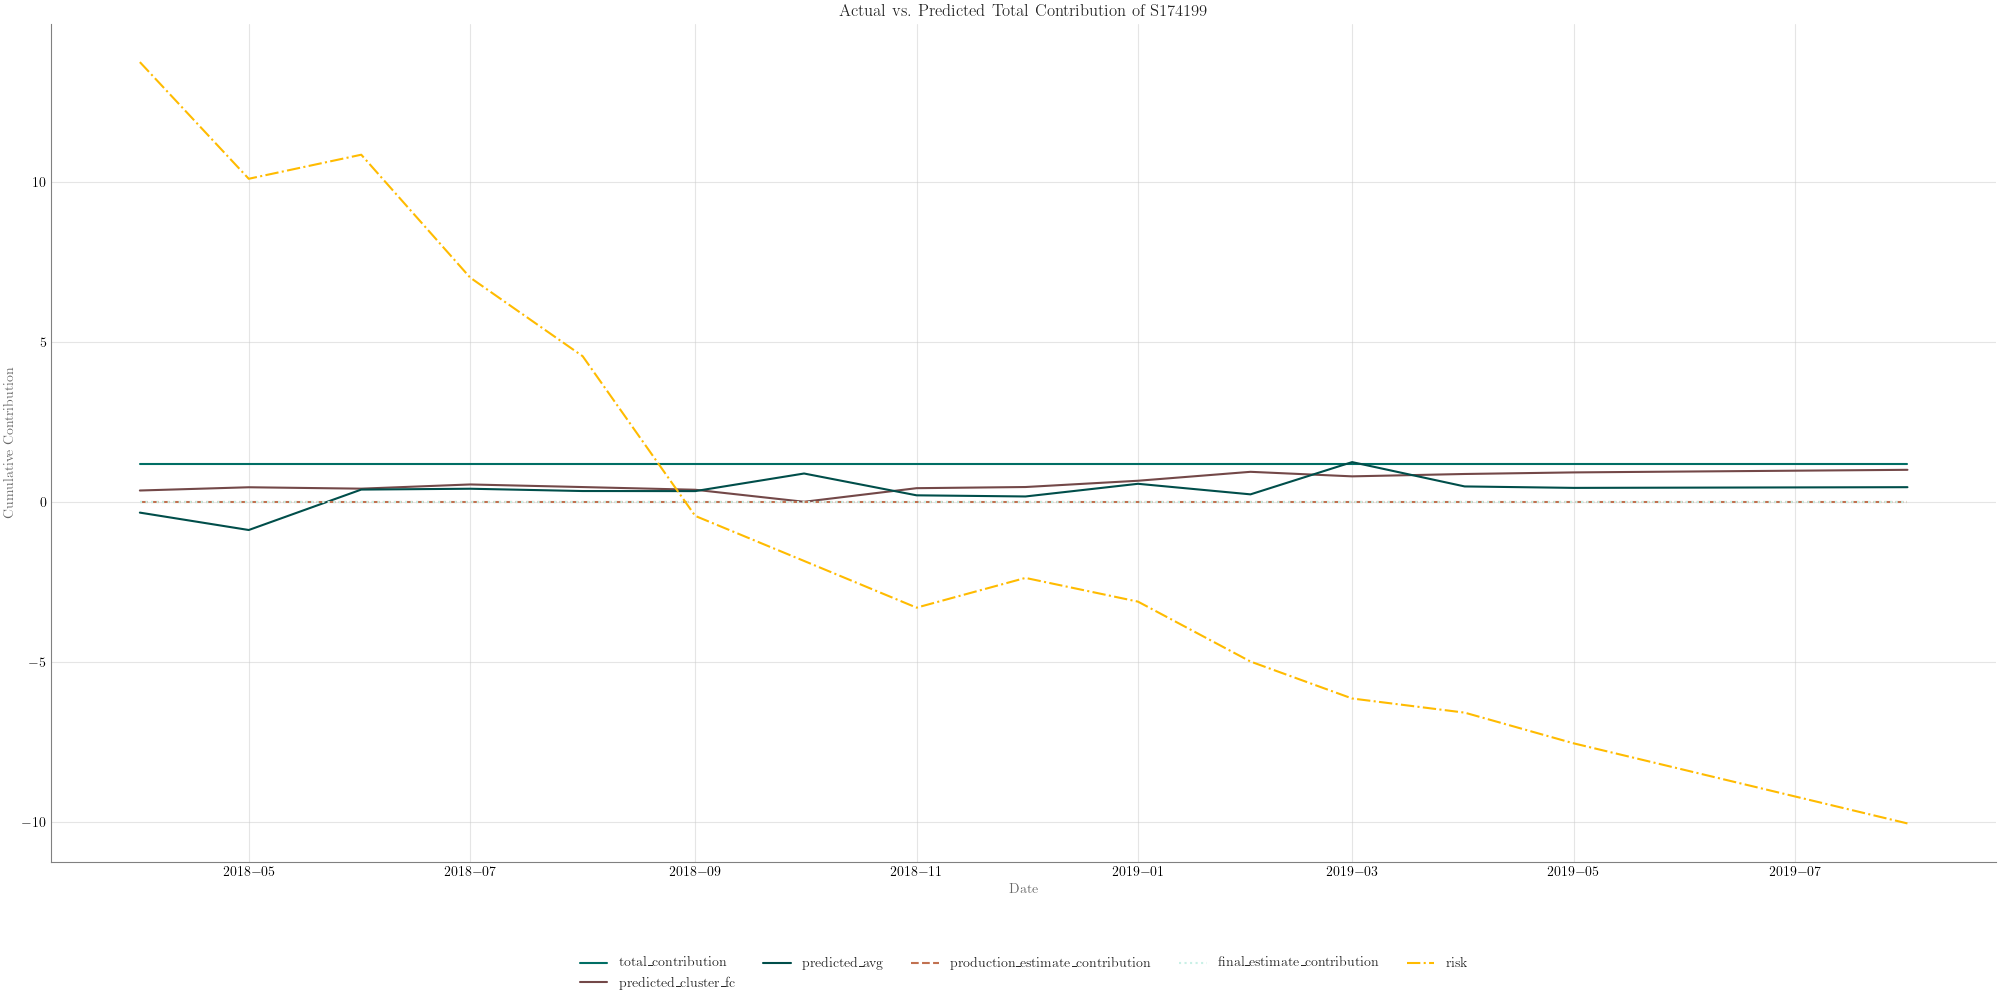 Actual vs. Predicted Total Contribution of S174199
Cumulative Contribution
10
5
0
−5
−10
2018−05 2018−07 2018−09 2018−11 2019−01 2019−03 2019−05 2019−07
Date
total_contribution predicted_avg production_estimate_contribution final_estimate_contribution risk
predicted_cluster_fc